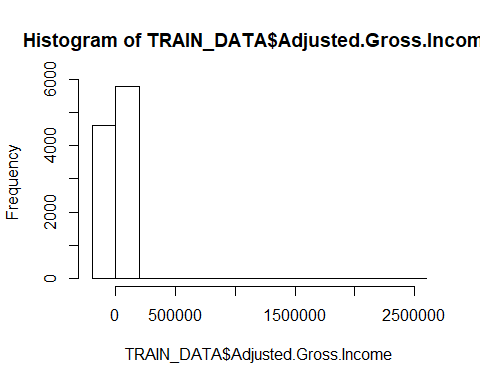 Histogram of TRAIN_DATA$Adjusted.Gross.Incom
Frequency
6000
4000
2000
0
0 500000 1500000 2500000
TRAIN_DATA$Adjusted.Gross.Income